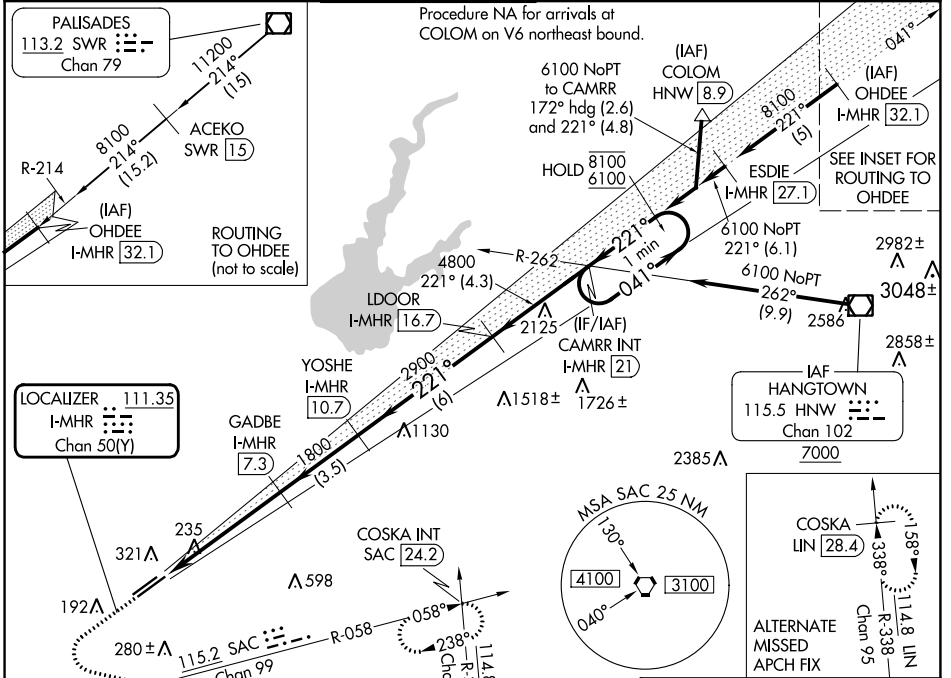 PALISADES
113.2 SWR
Chan 79
11200
214°
(15)
8100
214°
(15.2)
ACEKO
SWR 15
R-214
(IAF)
OHDEE
I-MHR 32.1
ROUTING
TO OHDEE
(not to scale)
Procedure NA for arrivals at
COLOM on V6 northeast bound.
6100 NoPT
to CAMRR
172° hdg (2.6)
and 221° (4.8)
(IAF)
COLOM
HNW 8.9
041°
8100
221°
(5)
(IAF)
OHDEE
I-MHR 32.1
SEE INSET FOR
ROUTING TO
OHDEE
HOLD 8100
6100
ESDIE
I-MHR 27.1
6100 NoPT
221° (6.1)
221°
1 min
041°
R-262
6100 NoPT
262°
(9.9)
2982±
3048±
2586
2858±
4800
221° (4.3)
LDOOR
I-MHR 16.7
2125
(IF/IAF)
CAMRR INT
I-MHR 21
1518±
1726±
IAF
HANGTOWN
115.5 HNW
Chan 102
7000
2900
221°
(6)
YOSHE
I-MHR
10.7
1130
LOCALIZER 111.35
I-MHR
Chan 50(Y)
GADBE
I-MHR
7.3
1800
(3.5)
2385
235
321
192
280±
598
COSKA INT
SAC 24.2
115.2 SAC
Chan 99
R-058
058°
238°
114.8
MSA SAC 25 NM
130°
4100
3100
040°
COSKA
LIN 28.4
158°
338°
R-338
114.8 LIN
Chan 95
ALTERNATE
MISSED
APCH FIX